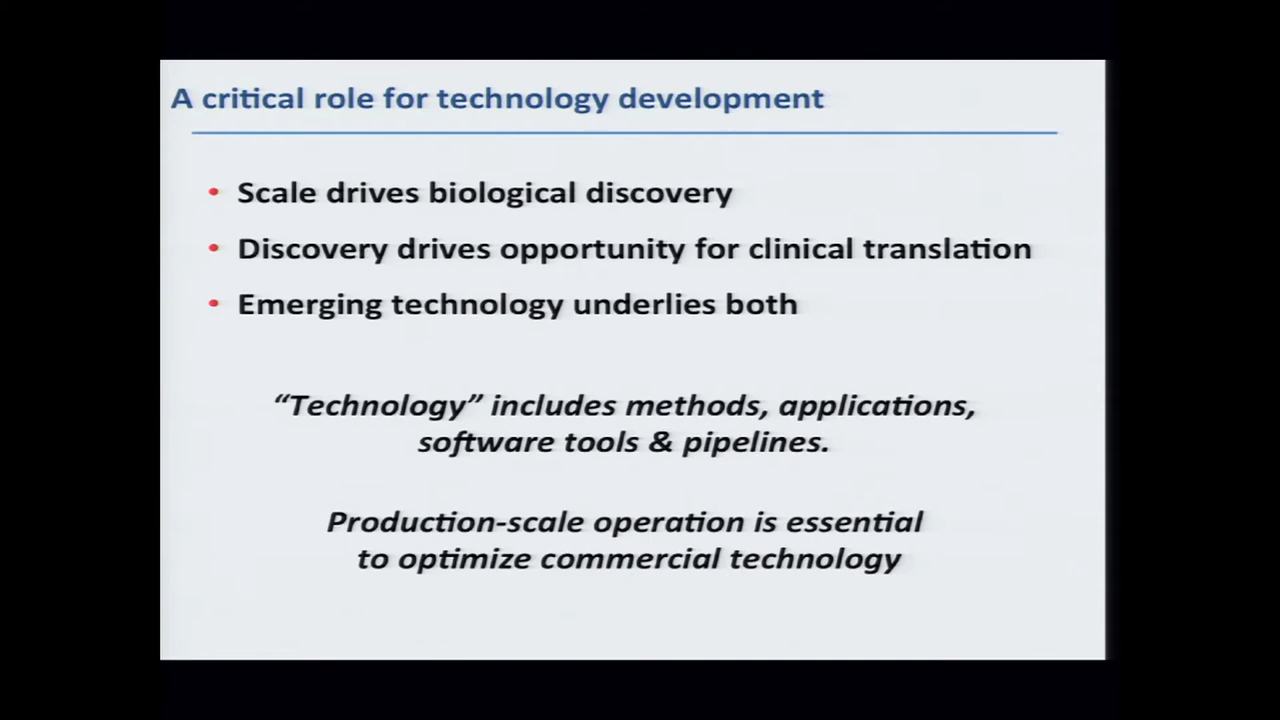 A critical role for technology development
• Scale drives biological discovery
• Discovery drives opportunity for clinical translation
• Emerging technology underlies both
“Technology” includes methods, applications,
software tools & pipelines.
Production-scale operation is essential
to optimize commercial technology